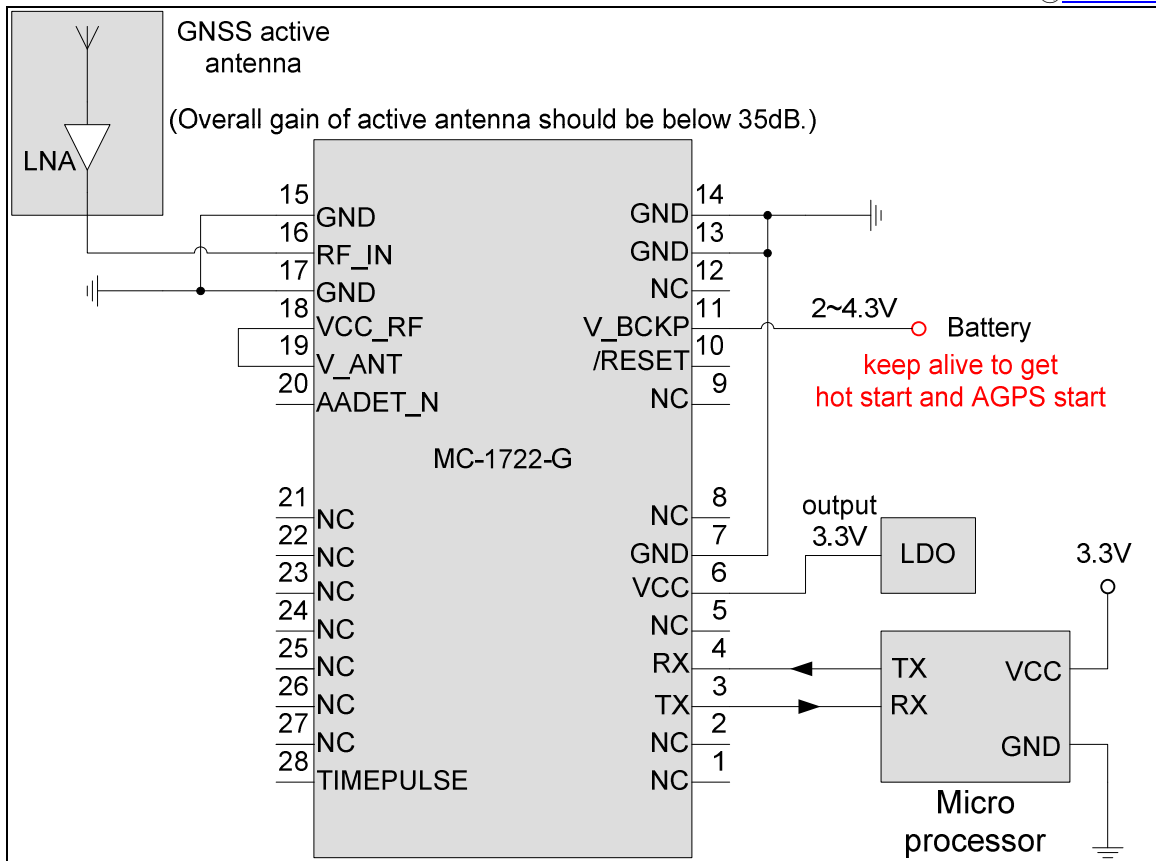 GNSS active
antenna
(Overall gain of active antenna should be below 35dB.)
LNA
15
GND
16
RF_IN
17
GND
18
VCC_RF
19
V_ANT
20
AADET_N
14
GND
13
GND
12
NC
11
V_BCKP
10
/RESET
9
NC
2~4.3V
Battery
keep alive to get
hot start and AGPS start
MC-1722-G
21
NC
22
NC
23
NC
24
NC
25
NC
26
NC
27
NC
28
TIMEPULSE
8
NC
7
GND
6
VCC
5
NC
4
RX
3
TX
2
NC
1
NC
output
3.3V
LDO
3.3V
TX
VCC
RX
GND
Micro
processor